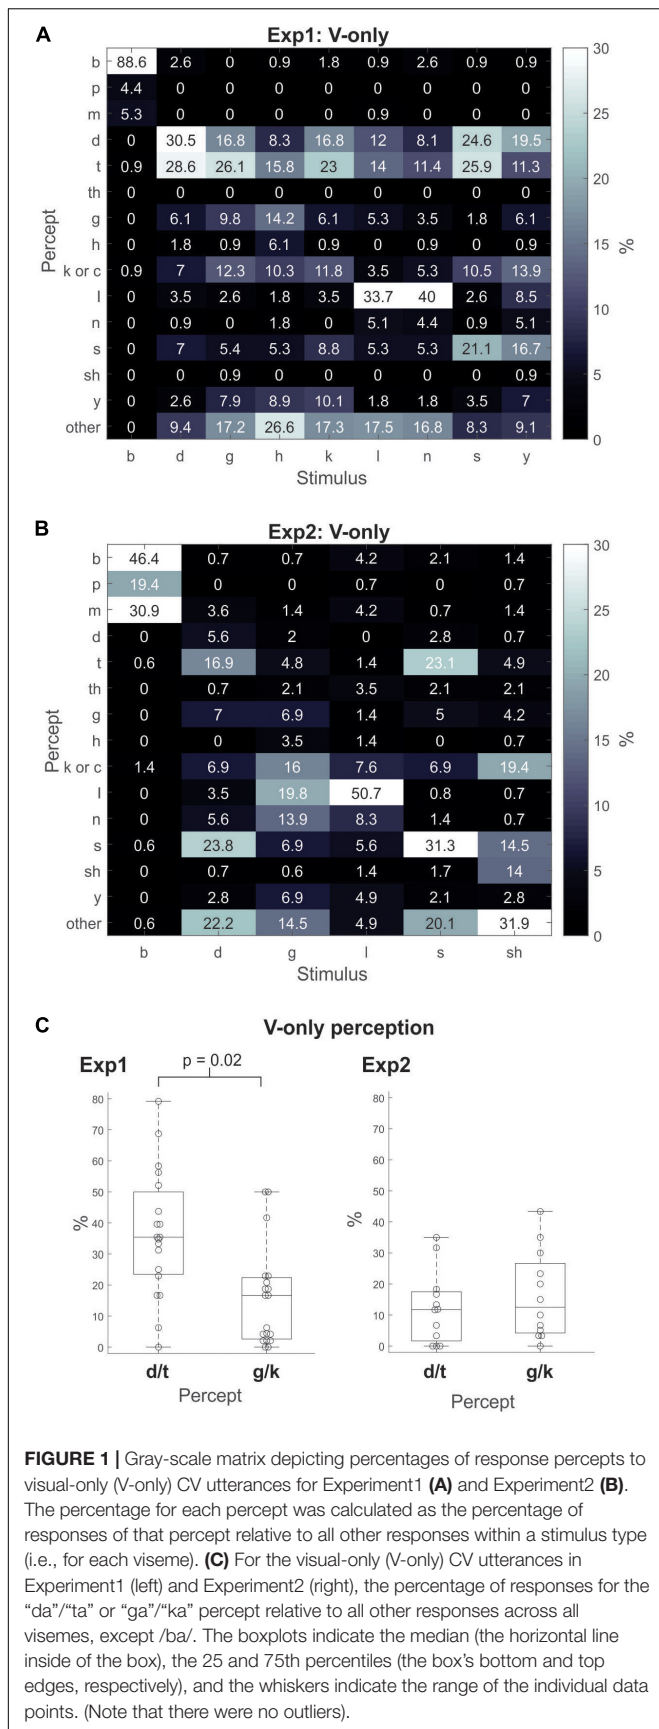 A
Exp1: V-only
b 88.6 2.6 0 0.9 1.8 0.9 2.6 0.9 0.9
p 4.4 0 0 0 0 0 0 0 0
m 5.3 0 0 0 0 0.9 0 0 0
d 0 30.5 16.8 8.3 16.8 12 8.1 24.6 19.5
t 0.9 28.6 26.1 15.8 23 14 11.4 25.9 11.3
th 0 0 0 0 0 0 0 0 0
g 0 6.1 9.8 14.2 6.1 5.3 3.5 1.8 6.1
h 0 1.8 0.9 6.1 0.9 0 0.9 0 0.9
k or c 0.9 7 12.3 10.3 11.8 3.5 5.3 10.5 13.9
l 0 3.5 2.6 1.8 3.5 33.7 40 2.6 8.5
n 0 0.9 0 1.8 0 5.1 4.4 0.9 5.1
s 0 7 5.4 5.3 8.8 5.3 5.3 21.1 16.7
sh 0 0 0.9 0 0 0 0 0 0.9
y 0 2.6 7.9 8.9 10.1 1.8 1.8 3.5 7
other 0 9.4 17.2 26.6 17.3 17.5 16.8 8.3 9.1
b d g h k l n s y
Percept
Stimulus
30
25
20
15
10
5
0
%
B
Exp2: V-only
b 46.4 0.7 0.7 4.2 2.1 1.4
p 19.4 0 0 0.7 0 0.7
m 30.9 3.6 1.4 4.2 0.7 1.4
d 0 5.6 2 0 2.8 0.7
t 0.6 16.9 4.8 1.4 23.1 4.9
th 0 0.7 2.1 3.5 2.1 2.1
g 0 7 6.9 1.4 5 4.2
h 0 0 3.5 1.4 0 0.7
k or c 1.4 6.9 16 7.6 6.9 19.4
l 0 3.5 19.8 50.7 0.8 0.7
n 0 5.6 13.9 8.3 1.4 0
s 0.6 23.8 6.9 5.6 31.3 14.5
sh 0 0.7 0.6 1.4 1.7 14
y 0 2.8 6.9 4.9 2.1 2.8
other 0.6 22.2 14.5 4.9 20.1 31.9
b d g l s sh
Percept
Stimulus
30
25
20
15
10
5
0
%
C
V-only perception
Exp1
p = 0.02
80
70
60
50
40
30
20
10
0
%
d/t g/k
Percept
Exp2
80
70
60
50
40
30
20
10
0
%
d/t g/k
Percept
FIGURE 1 | Gray-scale matrix depicting percentages of response percepts to
visual-only (V-only) CV utterances for Experiment1 (A) and Experiment2 (B).
The percentage for each percept was calculated as the percentage of
responses of that percept relative to all other responses within a stimulus type
(i.e., for each viseme). (C) For the visual-only (V-only) CV utterances in
Experiment1 (left) and Experiment2 (right), the percentage of responses for the
“da”/“ta” or “ga”/“ka” percept relative to all other responses across all
visemes, except /ba/. The boxplots indicate the median (the horizontal line
inside of the box), the 25 and 75th percentiles (the box’s bottom and top
edges, respectively), and the whiskers indicate the range of the individual data
points. (Note that there were no outliers).